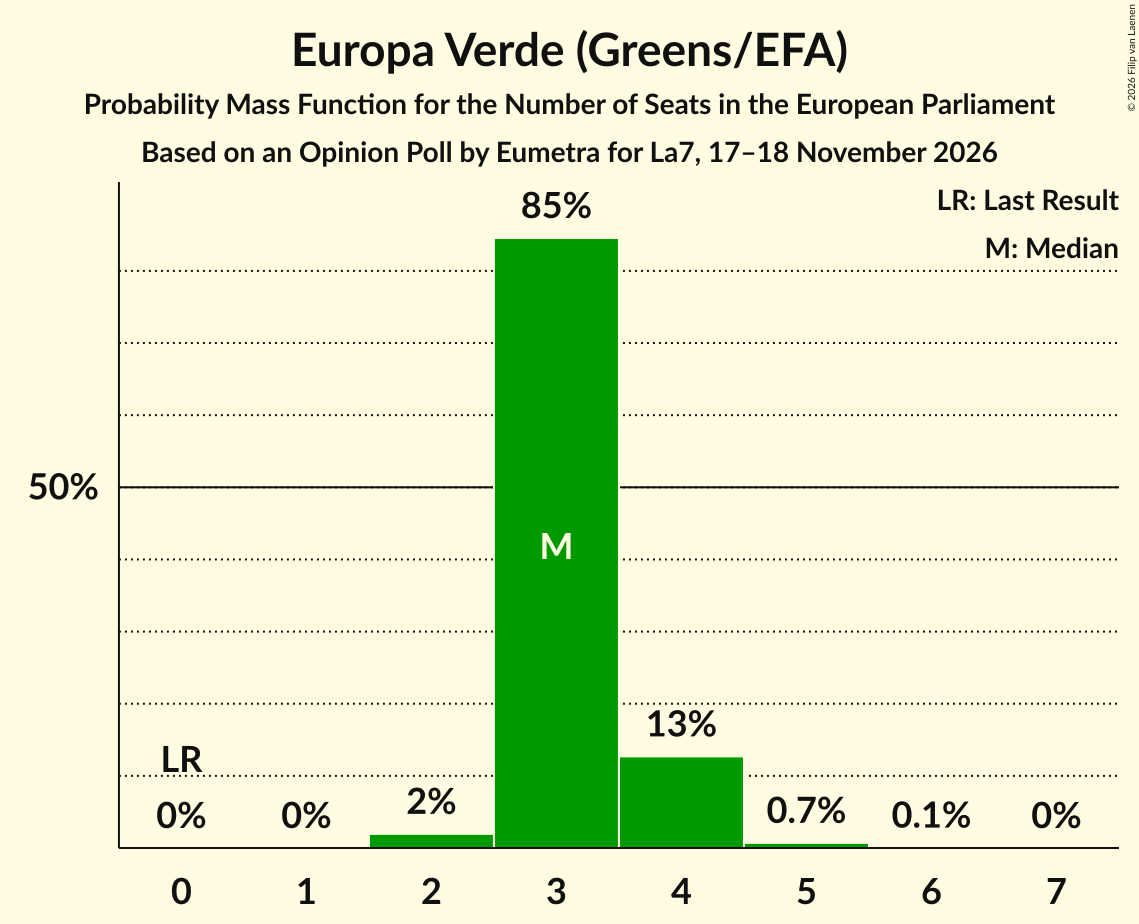 Europa Verde (Greens/EFA)
Probability Mass Function for the Number of Seats in the European Parliament
Based on an Opinion Poll by Eumetra for La7, 17–18 November 2026
© 2026 Filip van Laenen
LR: Last Result
M: Median
85%
50%
M
13%
LR
0%
0%
2%
0.7%
0.1%
0%
0 1 2 3 4 5 6 7